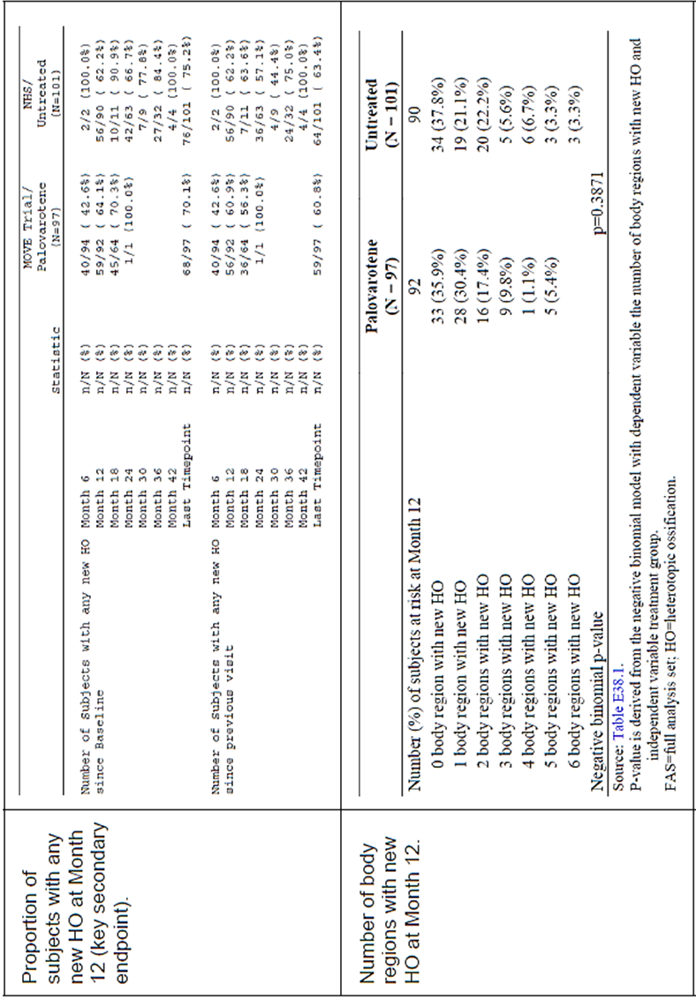 Proportion of
subjects with any
new HO at Month
12 (key secondary
endpoint).
MOVE Trial/ NHS/
Palovarotene Untreated
statistic (N=97) (N=101)
Number of Subjects with any new HO Month 6 n/N (%) 40/94 ( 42.6%) 2/2 (100.0%)
since Baseline Month 12 n/N (%) 59/92 ( 64.1%) 56/90 ( 62.2%)
Month 18 n/N (%) 45/64 ( 70.3%) 10/11 ( 90.9%)
Month 24 n/N (%) 1/1 (100.0%) 42/63 ( 66.7%)
Month 30 n/N (%) 7/9 ( 77.8%)
Month 36 n/N (%) 27/32 ( 84.4%)
Month 42 n/N (%) 4/4 (100.0%)
Last Timepoint n/N (%) 68/97 ( 70.1%) 76/101 ( 75.2%)
Number of Subjects with any new HO Month 6 n/N (%) 40/94 ( 42.6%) 2/2 (100.0%)
since previous visit Month 12 n/N (%) 56/92 ( 60.9%) 56/90 ( 62.2%)
Month 18 n/N (%) 36/64 ( 56.3%) 7/11 ( 63.6%)
Month 24 n/N (%) 1/1 (100.0%) 36/63 ( 57.1%)
Month 30 n/N (%) 4/9 ( 44.4%)
Month 36 n/N (%) 24/32 ( 75.0%)
Month 42 n/N (%) 4/4 (100.0%)
Last Timepoint n/N (%) 59/97 ( 60.8%) 64/101 ( 63.4%)
Number of body
regions with new
HO at Month 12.
Palovarotene Untreated
(N – 97) (N – 101)
Number (%) of subjects at risk at Month 12 92 90
0 body region with new HO 33 (35.9%) 34 (37.8%)
1 body region with new HO 28 (30.4%) 19 (21.1%)
2 body regions with new HO 16 (17.4%) 20 (22.2%)
3 body regions with new HO 9 (9.8%) 5 (5.6%)
4 body regions with new HO 1 (1.1%) 6 (6.7%)
5 body regions with new HO 5 (5.4%) 3 (3.3%)
6 body regions with new HO 3 (3.3%)
Negative binomial p-value p=0.3871
Source: Table E38.1.
P-value is derived from the negative binomial model with dependent variable the number of body regions with new HO and
independent variable treatment group.
FAS=full analysis set; HO=heterotopic ossification.